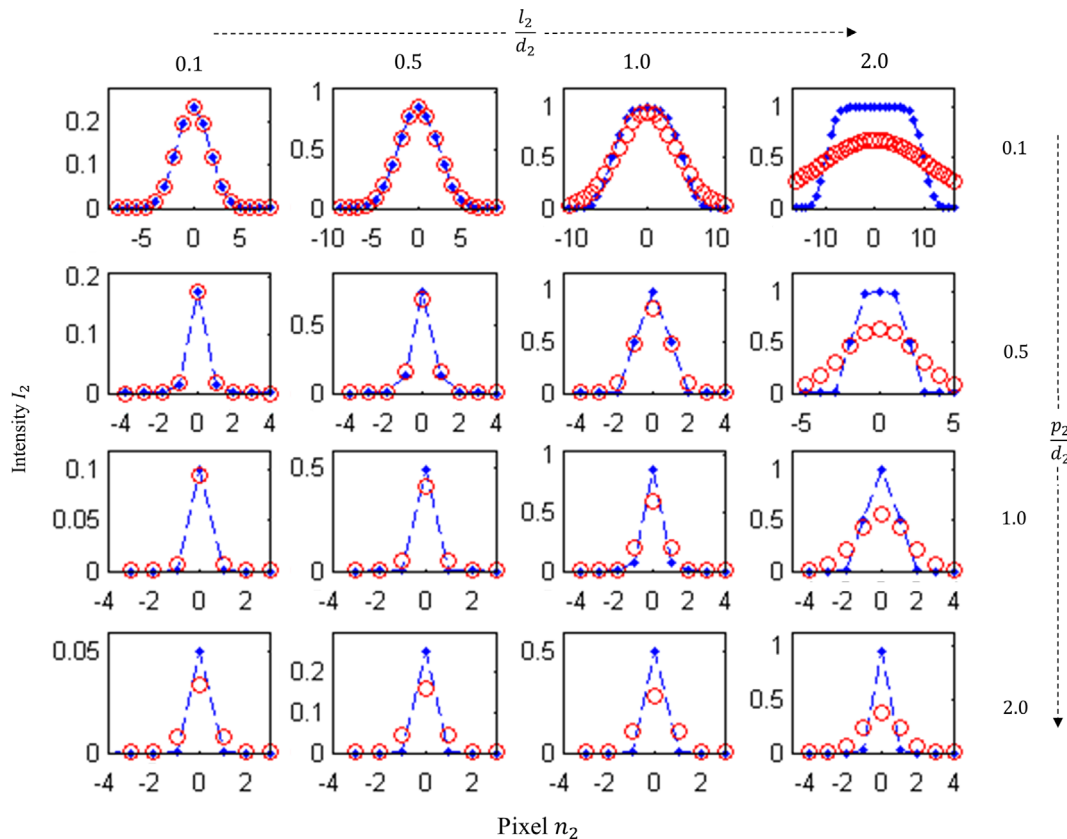 l₂
d₂
0.1 0.5 1.0 2.0
0.2 0.1 0 -5 0 5
1 0.5 0 -10 -5 0 5
1 0.5 0 -10 0 10
1 0.5 0 -10 0 10
0.1
0.2 0.1 0 -4 -2 0 2 4
0.5 0 -4 -2 0 2 4
1 0.5 0 -4 -2 0 2 4
1 0.5 0 -5 0 5
0.5
Intensity I₂
p₂
d₂
0.1 0.05 0 -4 -2 0 2
0.5 0 -4 -2 0 2
1 0.5 0 -4 -2 0 2
1 0.5 0 -4 -2 0 2 4
1.0
0.05 0 -4 -2 0 2
0.2 0.1 0 -4 -2 0 2
0.5 0 -4 -2 0 2
1 0.5 0 -4 -2 0 2 4
2.0
Pixel n₂